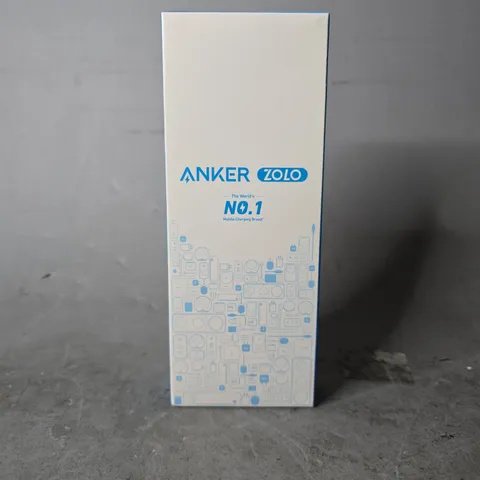 ANKER ZOLO
The World's
NO.1
Mobile Charging Brand*